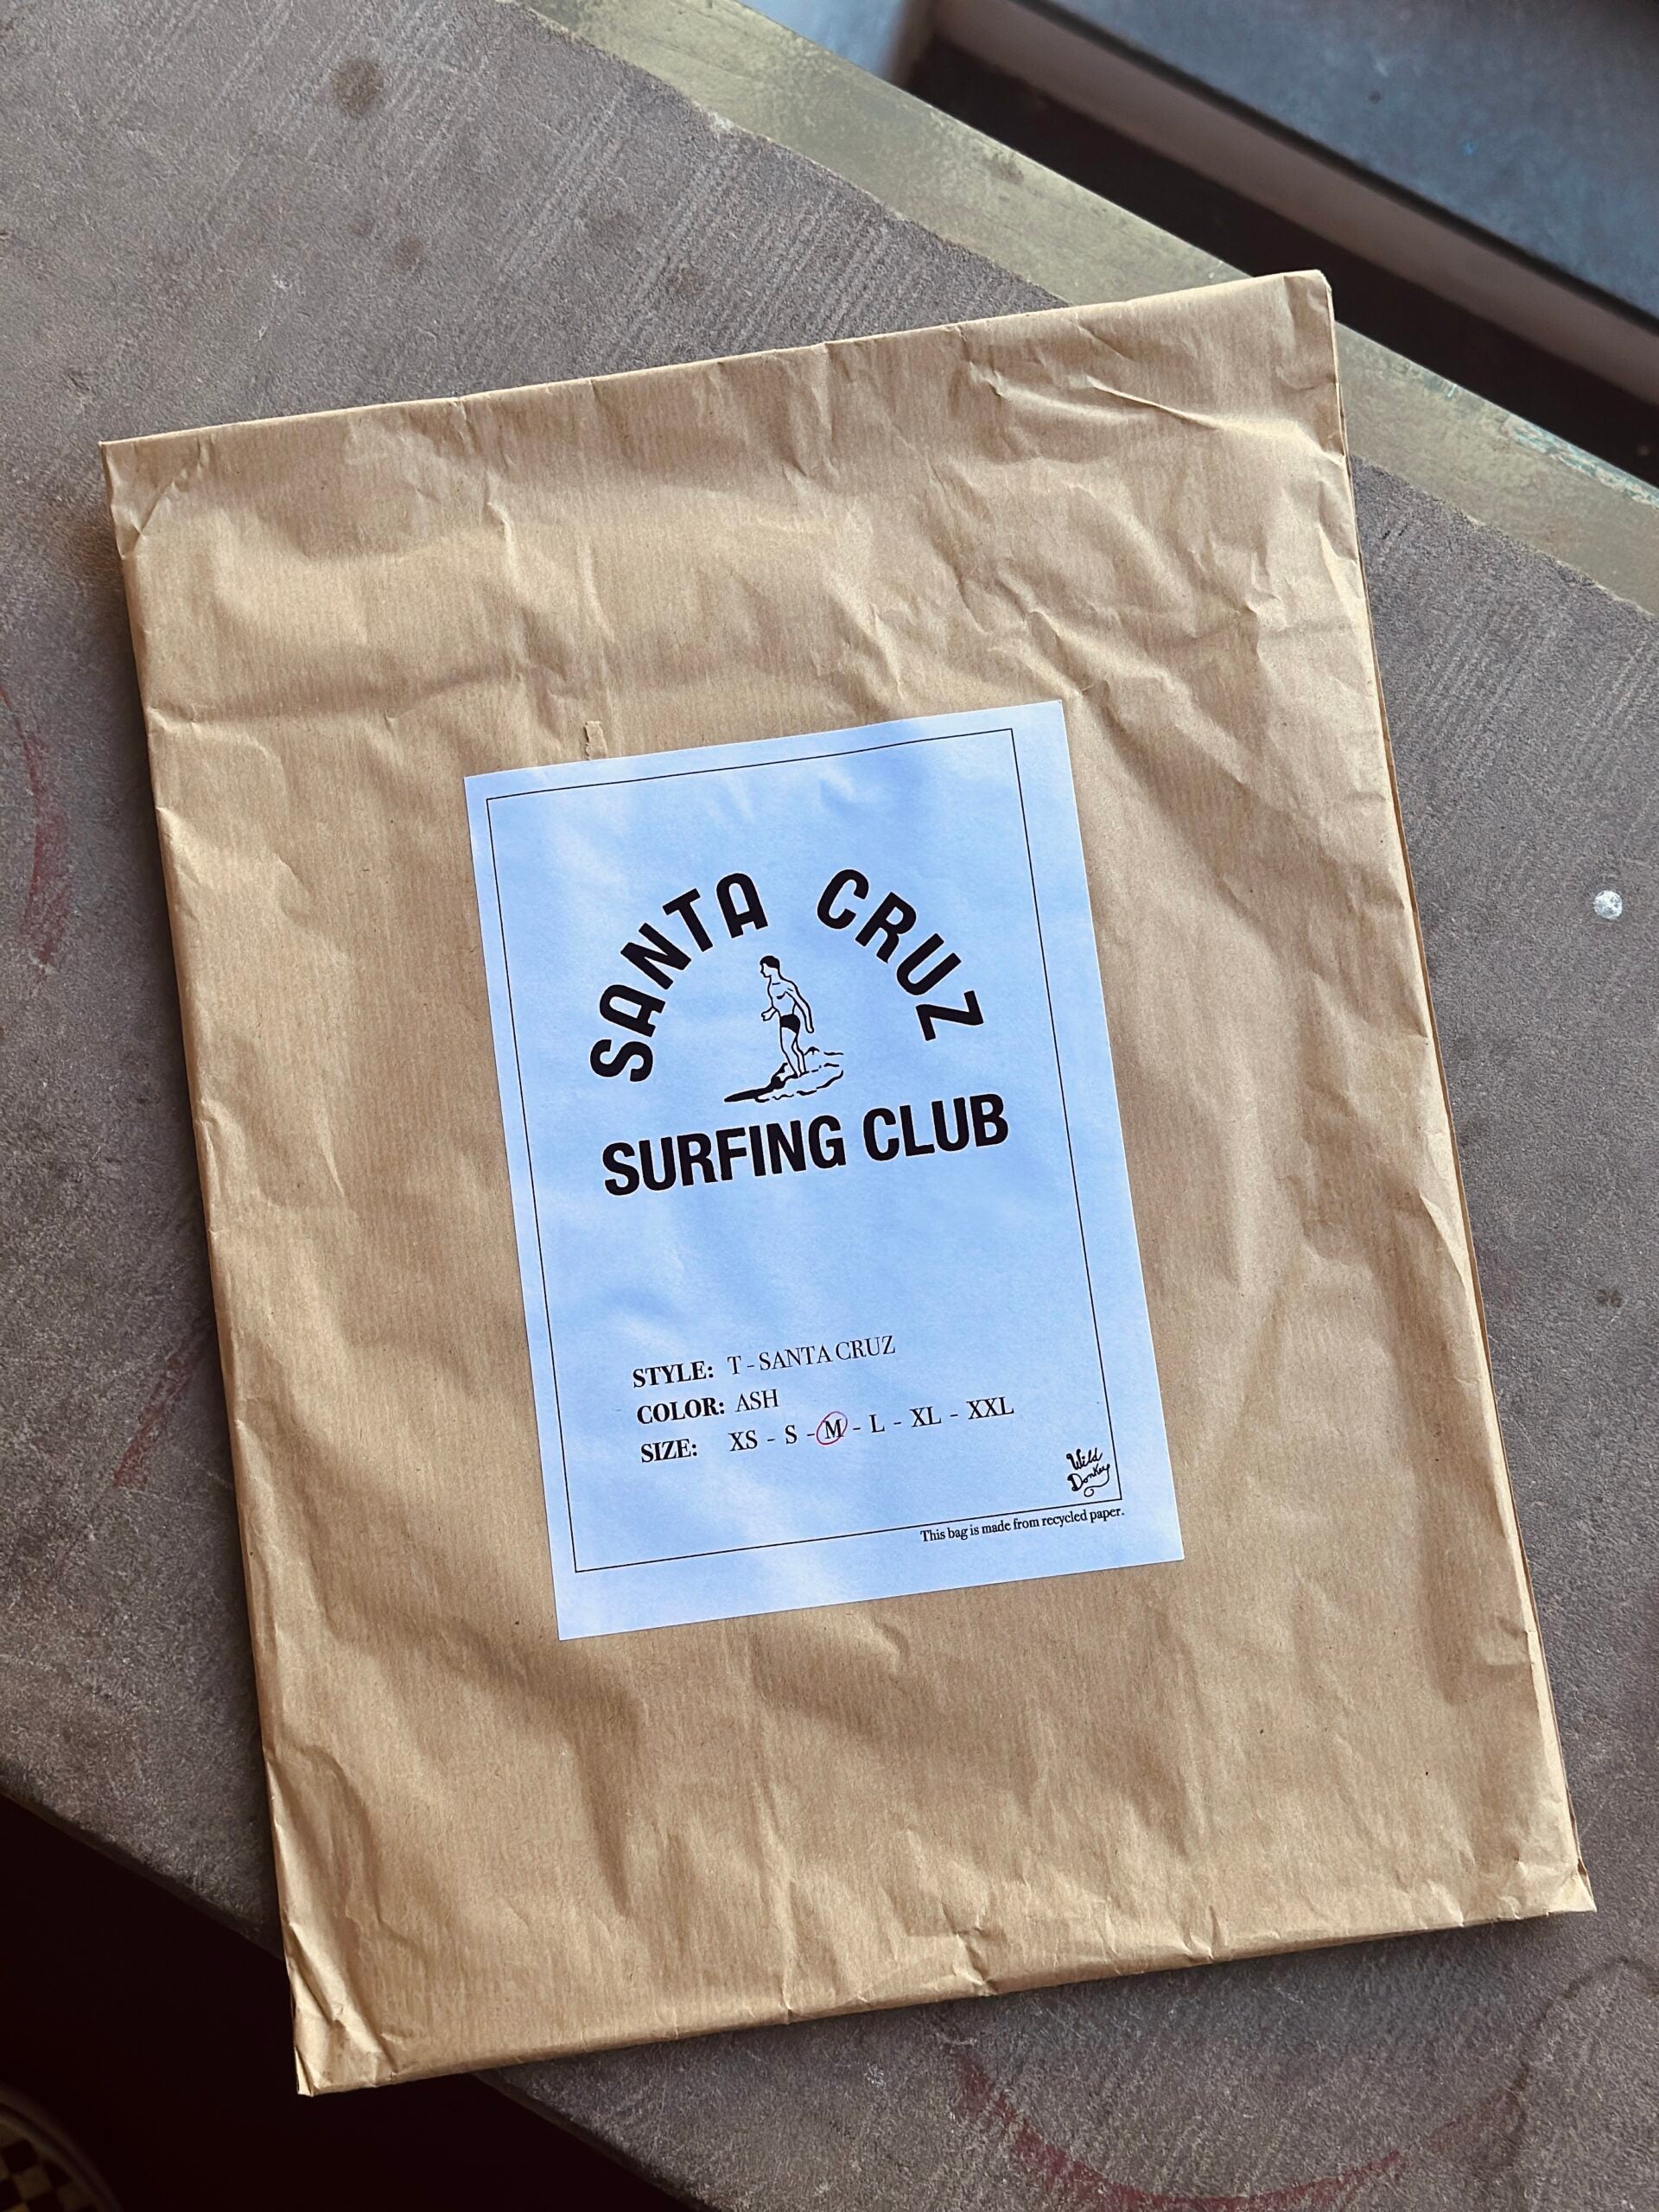 SANTA CRUZ
SURFING CLUB
STYLE: T - SANTA CRUZ
COLOR: ASH
SIZE: XS - S - M - L - XL - XXL
Wild
Donkey
This bag is made from recycled paper.